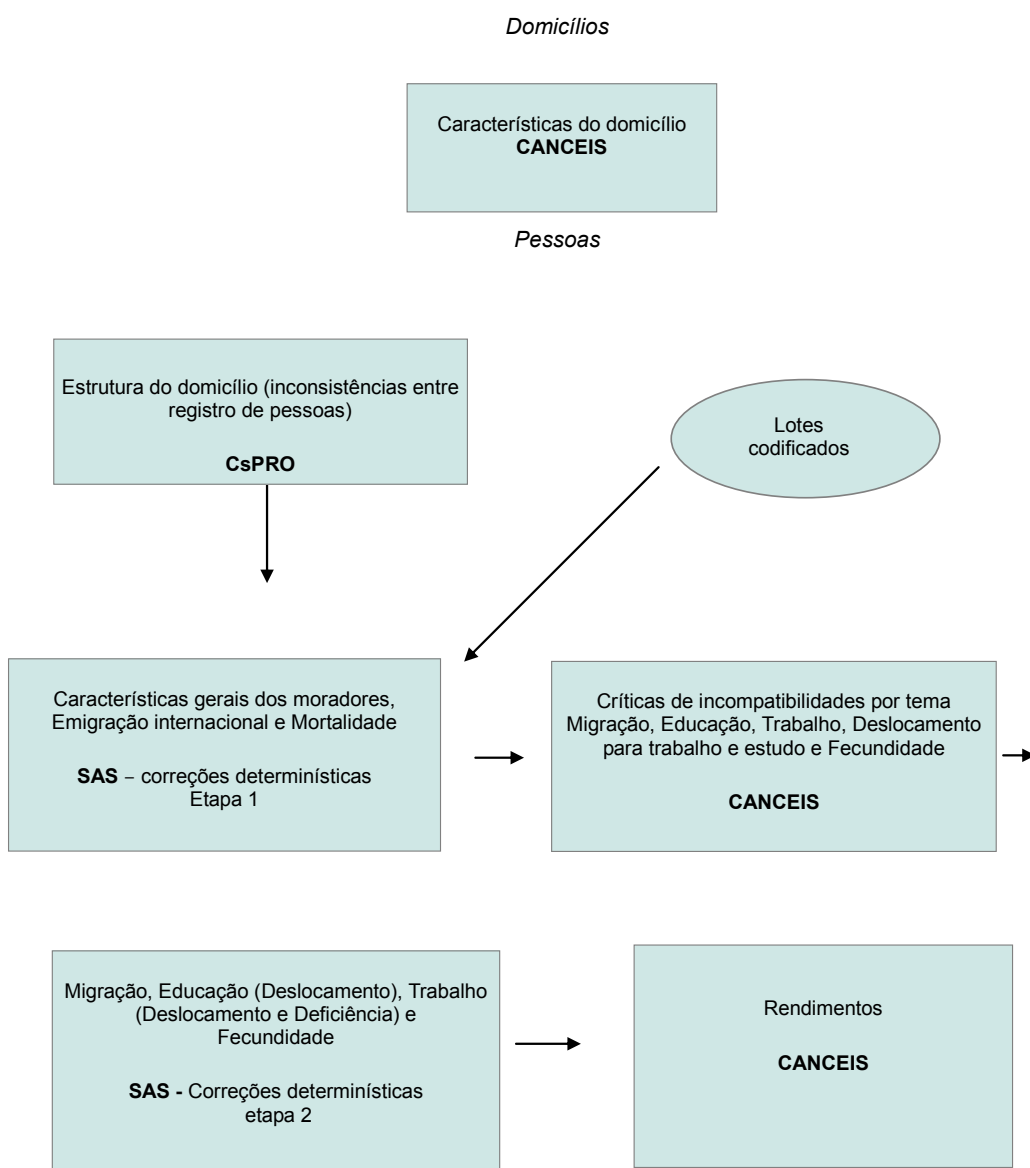 Domicílios
Características do domicílio
CANCEIS
Pessoas
Estrutura do domicílio (inconsistências entre
registro de pessoas)
CsPRO
Lotes
codificados
Características gerais dos moradores,
Emigração internacional e Mortalidade
SAS – correções determinísticas
Etapa 1
Críticas de incompatibilidades por tema
Migração, Educação, Trabalho, Deslocamento
para trabalho e estudo e Fecundidade
CANCEIS
Migração, Educação (Deslocamento), Trabalho
(Deslocamento e Deficiência) e
Fecundidade
SAS - Correções determinísticas
etapa 2
Rendimentos
CANCEIS